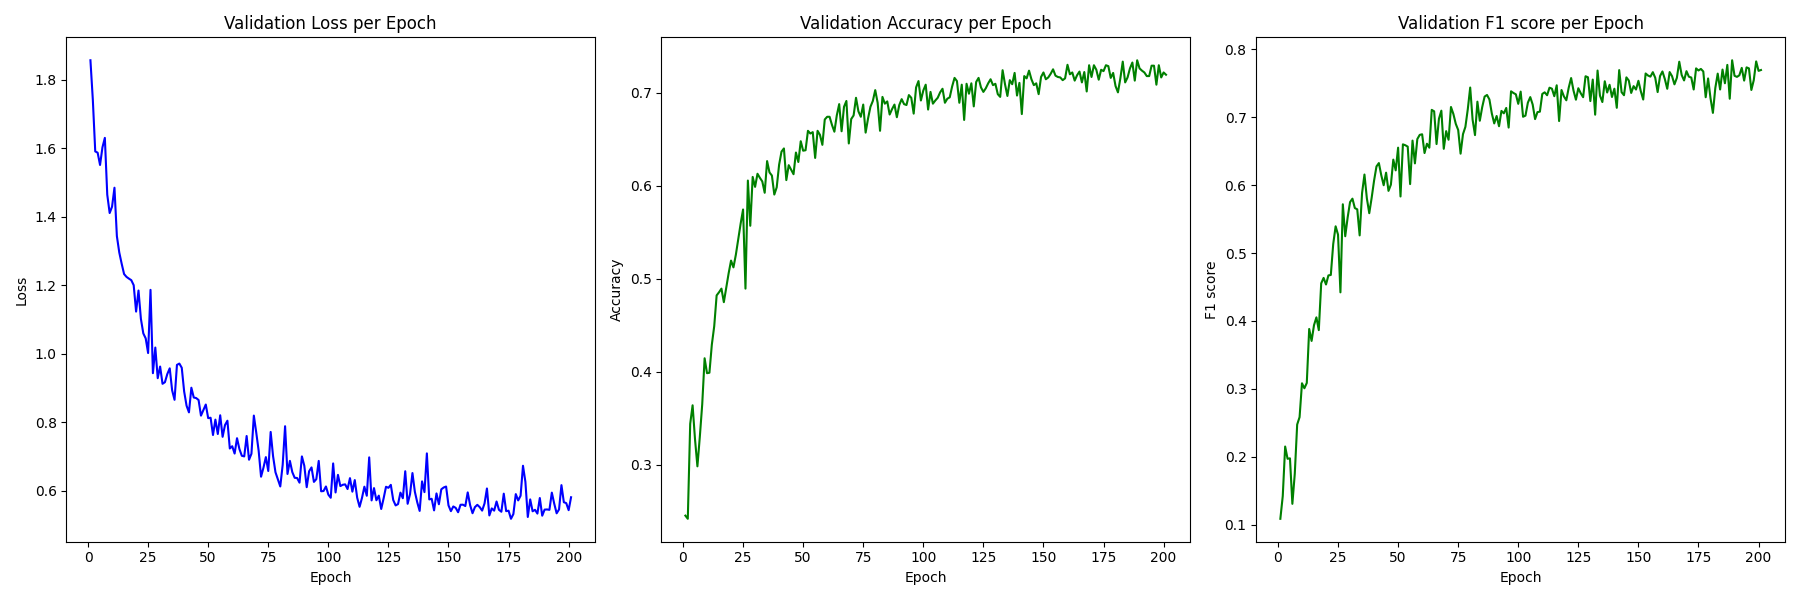 Validation Loss per Epoch
Loss
1.8
1.6
1.4
1.2
1.0
0.8
0.6
0 25 50 75 100 125 150 175 200
Epoch
Validation Accuracy per Epoch
Accuracy
0.7
0.6
0.5
0.4
0.3
0 25 50 75 100 125 150 175 200
Epoch
Validation F1 score per Epoch
F1 score
0.8
0.7
0.6
0.5
0.4
0.3
0.2
0.1
0 25 50 75 100 125 150 175 200
Epoch